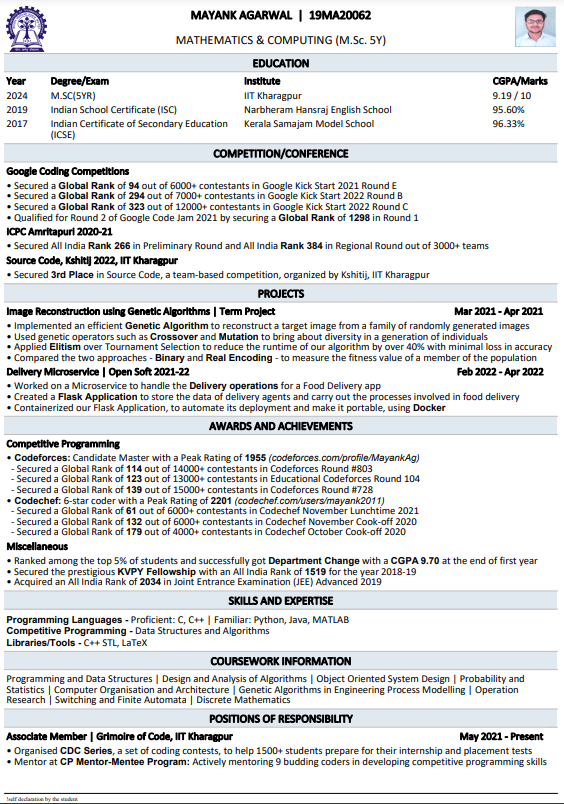 MAYANK AGARWAL | 19MA20062
MATHEMATICS & COMPUTING (M.Sc. 5Y)
EDUCATION
Year Degree/Exam Institute CGPA/Marks
2024 M.SC(5YR) IIT Kharagpur 9.19 / 10
2019 Indian School Certificate (ISC) Narbheram Hansraj English School 95.60%
2017 Indian Certificate of Secondary Education Kerala Samajam Model School 96.33%
(ICSE)
COMPETITION/CONFERENCE
Google Coding Competitions
• Secured a Global Rank of 94 out of 6000+ contestants in Google Kick Start 2021 Round E
• Secured a Global Rank of 294 out of 7000+ contestants in Google Kick Start 2022 Round B
• Secured a Global Rank of 323 out of 12000+ contestants in Google Kick Start 2022 Round C
• Qualified for Round 2 of Google Code Jam 2021 by securing a Global Rank of 1298 in Round 1
ICPC Amritapuri 2020-21
• Secured All India Rank 266 in Preliminary Round and All India Rank 384 in Regional Round out of 3000+ teams
Source Code, Kshitij 2022, IIT Kharagpur
• Secured 3rd Place in Source Code, a team-based competition, organized by Kshitij, IIT Kharagpur
PROJECTS
Image Reconstruction using Genetic Algorithms | Term Project Mar 2021 - Apr 2021
• Implemented an efficient Genetic Algorithm to reconstruct a target image from a family of randomly generated images
• Used genetic operators such as Crossover and Mutation to bring about diversity in a generation of individuals
• Applied Elitism over Tournament Selection to reduce the runtime of our algorithm by over 40% with minimal loss in accuracy
• Compared the two approaches - Binary and Real Encoding - to measure the fitness value of a member of the population
Delivery Microservice | Open Soft 2021-22 Feb 2022 - Apr 2022
• Worked on a Microservice to handle the Delivery operations for a Food Delivery app
• Created a Flask Application to store the data of delivery agents and carry out the processes involved in food delivery
• Containerized our Flask Application, to automate its deployment and make it portable, using Docker
AWARDS AND ACHIEVEMENTS
Competitive Programming
• Codeforces: Candidate Master with a Peak Rating of 1955 (codeforces.com/profile/MayankAg)
- Secured a Global Rank of 114 out of 14000+ contestants in Codeforces Round #803
- Secured a Global Rank of 123 out of 13000+ contestants in Educational Codeforces Round 104
- Secured a Global Rank of 139 out of 15000+ contestants in Codeforces Round #728
• Codechef: 6-star coder with a Peak Rating of 2201 (codechef.com/users/mayank2011)
- Secured a Global Rank of 61 out of 6000+ contestants in Codechef November Lunchtime 2021
- Secured a Global Rank of 132 out of 6000+ contestants in Codechef November Cook-off 2020
- Secured a Global Rank of 179 out of 4000+ contestants in Codechef October Cook-off 2020
Miscellaneous
• Ranked among the top 5% of students and successfully got Department Change with a CGPA 9.70 at the end of first year
• Secured the prestigious KVPY Fellowship with an All India Rank of 1519 for the year 2018-19
• Acquired an All India Rank of 2034 in Joint Entrance Examination (JEE) Advanced 2019
SKILLS AND EXPERTISE
Programming Languages - Proficient: C, C++ | Familiar: Python, Java, MATLAB
Competitive Programming - Data Structures and Algorithms
Libraries/Tools - C++ STL, LaTeX
COURSEWORK INFORMATION
Programming and Data Structures | Design and Analysis of Algorithms | Object Oriented System Design | Probability and
Statistics | Computer Organisation and Architecture | Genetic Algorithms in Engineering Process Modelling | Operation
Research | Switching and Finite Automata | Discrete Mathematics
POSITIONS OF RESPONSIBILITY
Associate Member | Grimoire of Code, IIT Kharagpur May 2021 - Present
• Organised CDC Series, a set of coding contests, to help 1500+ students prepare for their internship and placement tests
• Mentor at CP Mentor-Mentee Program: Actively mentoring 9 budding coders in developing competitive programming skills
!self declaration by the student